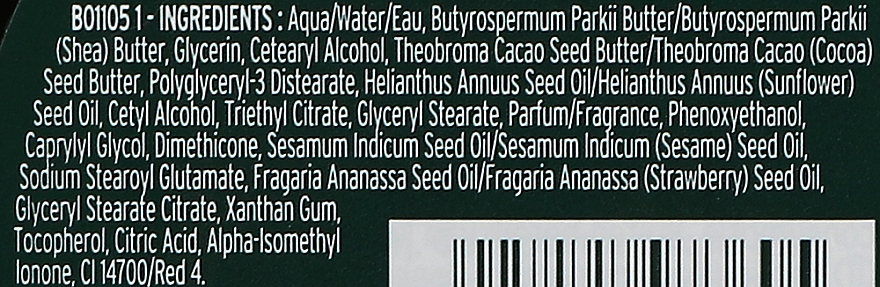 B01105 1 - INGREDIENTS : Aqua/Water/Eau, Butyrospermum Parkii Butter/Butyrospermum Parkii
(Shea) Butter, Glycerin, Cetearyl Alcohol, Theobroma Cacao Seed Butter/Theobroma Cacao (Cocoa)
Seed Butter, Polyglyceryl-3 Distearate, Helianthus Annuus Seed Oil/Helianthus Annuus (Sunflower)
Seed Oil, Cetyl Alcohol, Triethyl Citrate, Glyceryl Stearate, Parfum/Fragrance, Phenoxyethanol,
Caprylyl Glycol, Dimethicone, Sesamum Indicum Seed Oil/Sesamum Indicum (Sesame) Seed Oil,
Sodium Stearoyl Glutamate, Fragaria Ananassa Seed Oil/Fragaria Ananassa (Strawberry) Seed Oil,
Glyceryl Stearate Citrate, Xanthan Gum,
Tocopherol, Citric Acid, Alpha-Isomethyl
Ionone, CI 14700/Red 4.